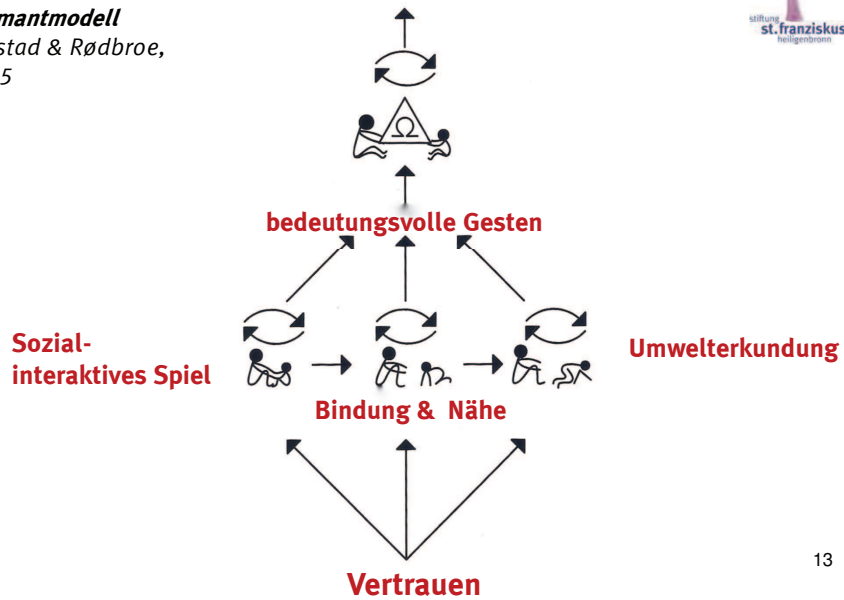 mantmodell
stad & Rødbroe,
5
stiftung
st.franziskus
heiligenbronn
Ω
bedeutungsvolle Gesten
Sozial-
interaktives Spiel
Umwelterkundung
Bindung & Nähe
13
Vertrauen